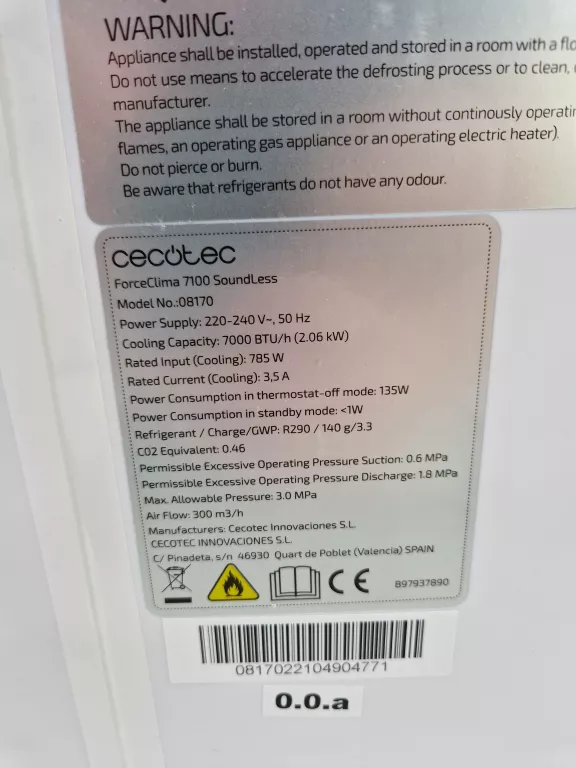 WARNING:
Appliance shall be installed, operated and stored in a room with a
Do not use means to accelerate the defrosting process or to clean,
manufacturer.
The appliance shall be stored in a room without continously
flames, an operating gas appliance or an operating electric heater).
Do not pierce or burn.
Be aware that refrigerants do not have any odour.
cecotec
ForceClima 7100 SoundLess
Model No.:08170
Power Supply: 220-240 V~, 50 Hz
Cooling Capacity: 7000 BTU/h (2.06 kW)
Rated Input (Cooling): 785 W
Rated Current (Cooling): 3,5 A
Power Consumption in thermostat-off mode: 135W
Power Consumption in standby mode: <1W
Refrigerant / Charge/GWP: R290 / 140 g/3.3
CO2 Equivalent: 0.46
Permissible Excessive Operating Pressure Suction: 0.6 MPa
Permissible Excessive Operating Pressure Discharge: 1.8 MPa
Max. Allowable Pressure: 3.0 MPa
Air Flow: 300 m3/h
Manufacturers: Cecotec Innovaciones S.L.
CECOTEC INNOVACIONES S.L.
C/ Pinadeta, s/n 46930 Quart de Poblet (Valencia) SPAIN
CE
897937890
0817022104904771
0.0.a